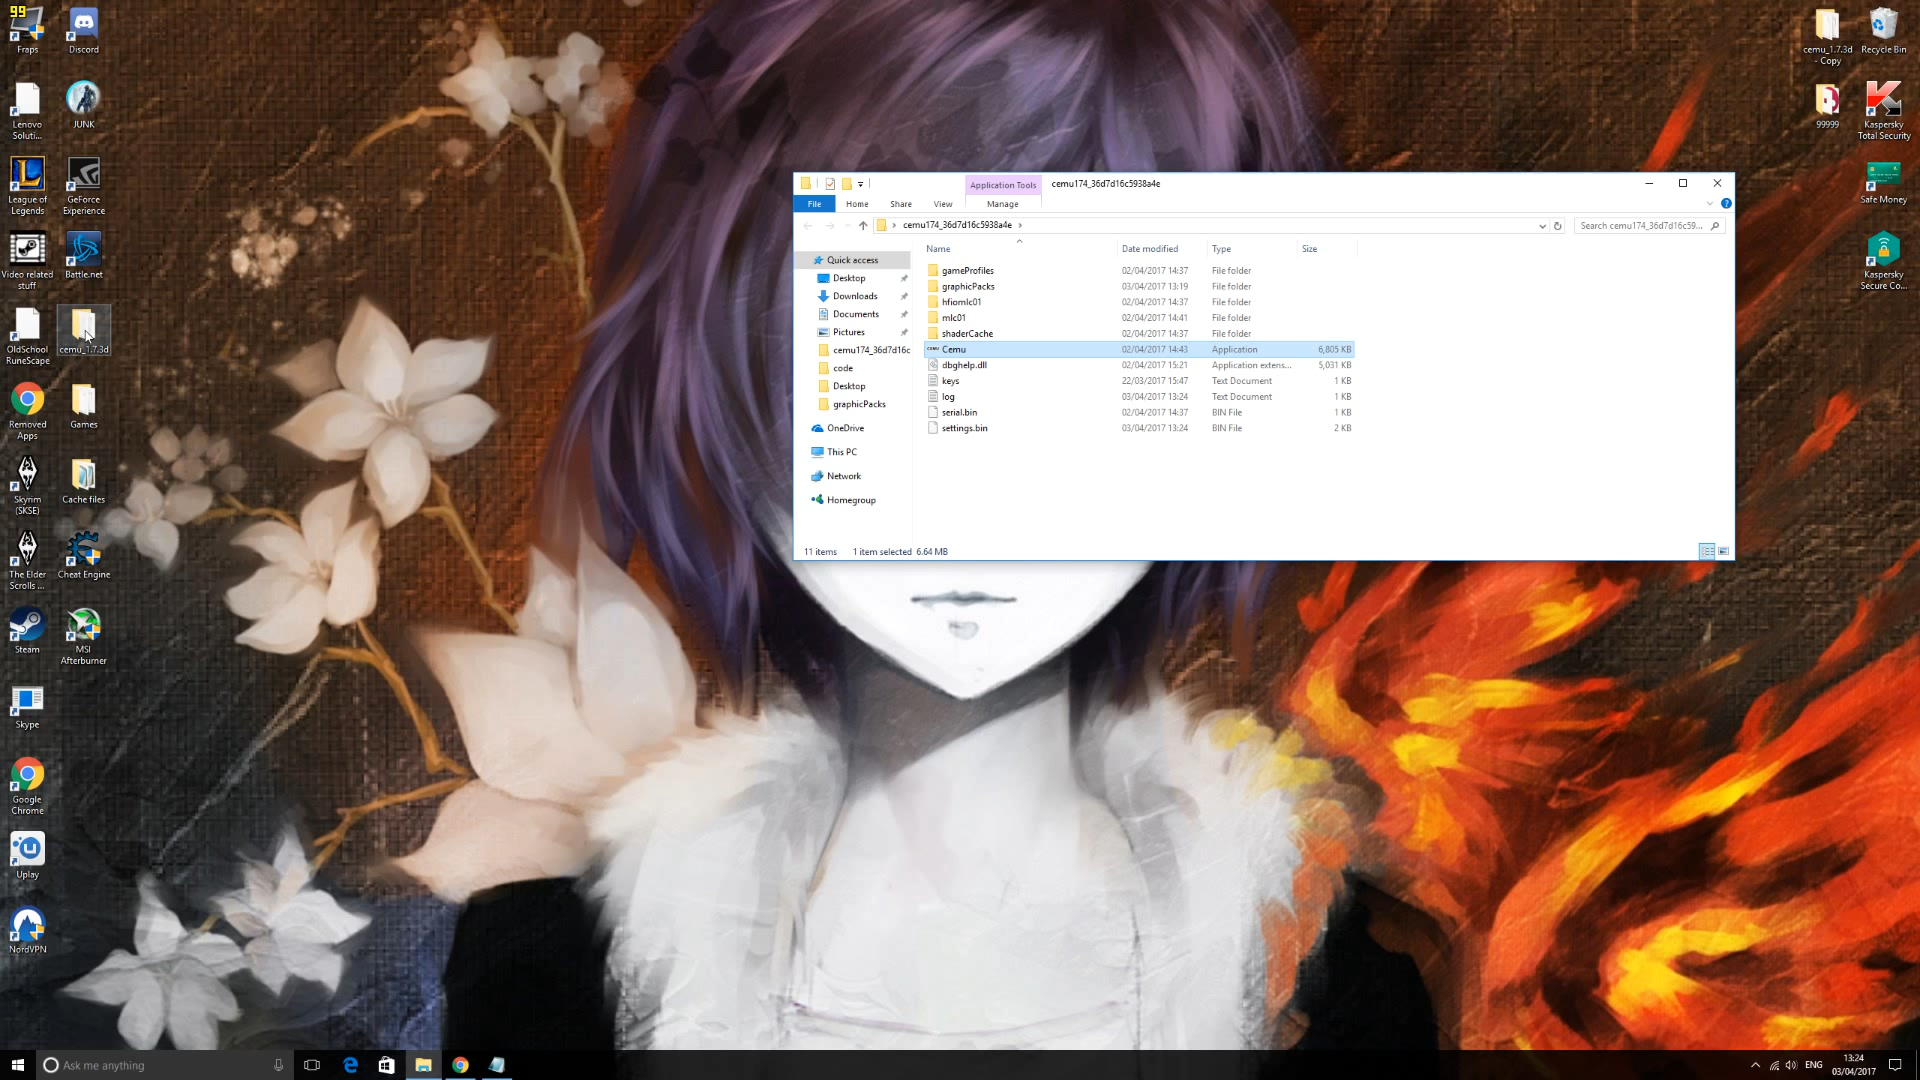 99
Fraps
Discord
Lenovo
Soluti...
JUNK
League of
Legends
GeForce
Experience
Video related
stuff
Battle.net
OldSchool
RuneScape
cemu_1.7.3d
Removed
Apps
Games
Skyrim
(SKSE)
Cache files
The Elder
Scrolls ...
Cheat Engine
Steam
MSI
Afterburner
Skype
Google
Chrome
Uplay
NordVPN
cemu_1.7.3d
- Copy
Recycle Bin
99999
Kaspersky
Total Security
Safe Money
Kaspersky
Secure Co...
Application Tools
cemu174_36d7d16c5938a4e
File
Home
Share
View
Manage
cemu174_36d7d16c5938a4e
Search cemu174_36d7d16c59...
Quick access
Desktop
Downloads
Documents
Pictures
cemu174_36d7d16c
code
Desktop
graphicPacks
OneDrive
This PC
Network
Homegroup
Name Date modified Type Size
gameProfiles 02/04/2017 14:37 File folder
graphicPacks 03/04/2017 13:19 File folder
hfiomlc01 02/04/2017 14:37 File folder
mlc01 02/04/2017 14:41 File folder
shaderCache 02/04/2017 14:37 File folder
Cemu 02/04/2017 14:43 Application 6,805 KB
dbghelp.dll 02/04/2017 15:21 Application extens... 5,031 KB
keys 22/03/2017 15:47 Text Document 1 KB
log 03/04/2017 13:24 Text Document 1 KB
serial.bin 02/04/2017 14:37 BIN File 1 KB
settings.bin 03/04/2017 13:24 BIN File 2 KB
11 items 1 item selected 6.64 MB
Ask me anything
ENG
13:24
03/04/2017